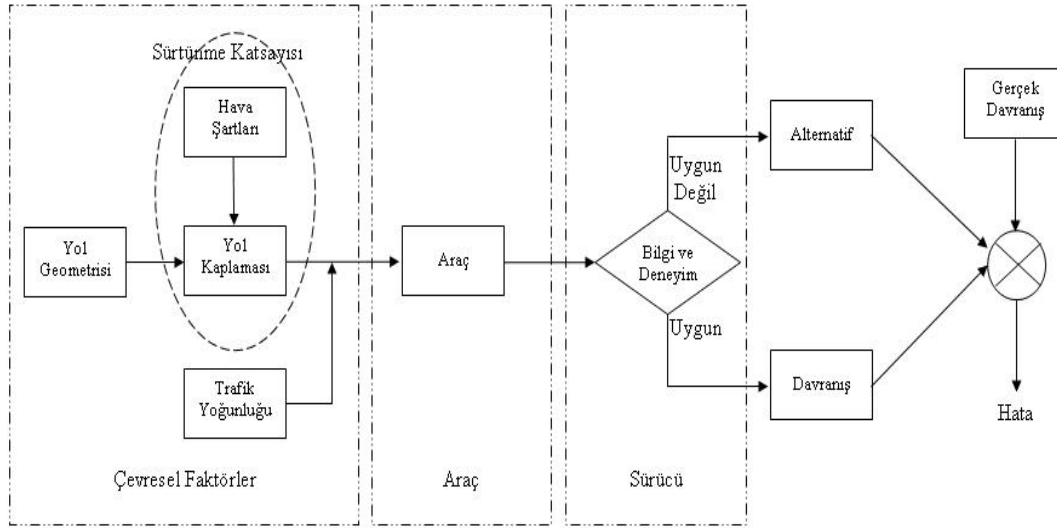 Sürtünme Katsayısı
Hava
Şartları
Yol
Geometrisi
Yol
Kaplaması
Trafik
Yoğunluğu
Çevresel Faktörler
Araç
Araç
Bilgi ve
Deneyim
Uygun
Değil
Uygun
Sürücü
Alternatif
Davranış
Gerçek
Davranış
Hata